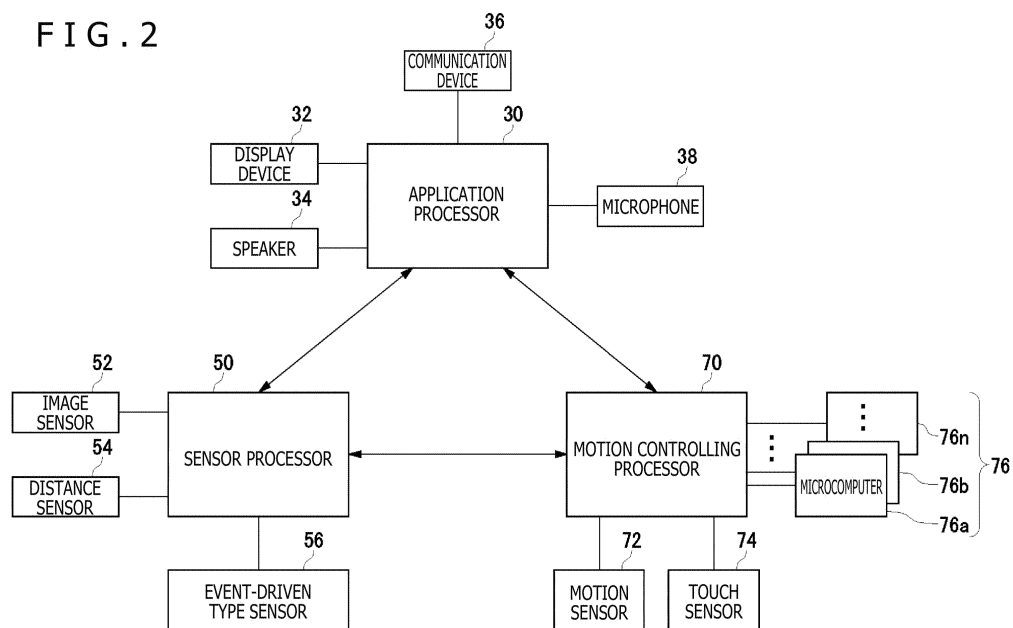 FIG. 2
36
COMMUNICATION
DEVICE
32
30
DISPLAY
DEVICE
38
34
APPLICATION
PROCESSOR
MICROPHONE
SPEAKER
52
50
70
IMAGE
SENSOR
54
SENSOR PROCESSOR
MOTION CONTROLLING
PROCESSOR
76n
76
DISTANCE
SENSOR
MICROCOMPUTER
76b
76a
56
72
74
EVENT-DRIVEN
TYPE SENSOR
MOTION
SENSOR
TOUCH
SENSOR